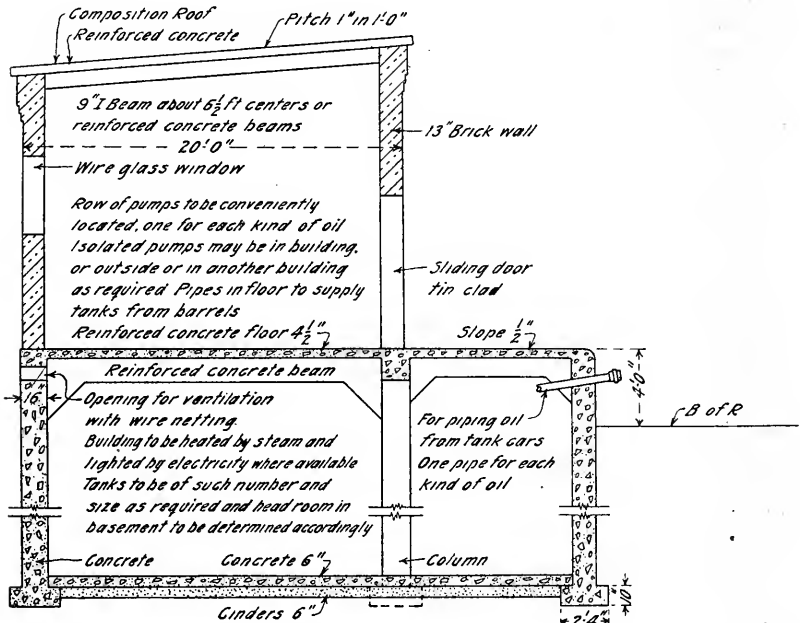 Composition Roof
Reinforced concrete
Pitch 1" in 1'-0"
9" I Beam about 6½ ft centers or
reinforced concrete beams
20'-0"
13" Brick wall
Wire glass window
Row of pumps to be conveniently
located, one for each kind of oil
Isolated pumps may be in building.
or outside or in another building
as required Pipes in floor to supply
tanks from barrels
Sliding door
tin clad
Reinforced concrete floor 4½"
Slope ½"
Reinforced concrete beam
4'-0"
16"
Opening for ventilation
with wire netting.
Building to be heated by steam and
lighted by electricity where available
Tanks to be of such number and
size as required and head room in
basement to be determined accordingly
For piping oil
from tank cars
One pipe for each
kind of oil
B of R
Concrete
Concrete 6"
Column
Cinders 6"
10"
2'-4"